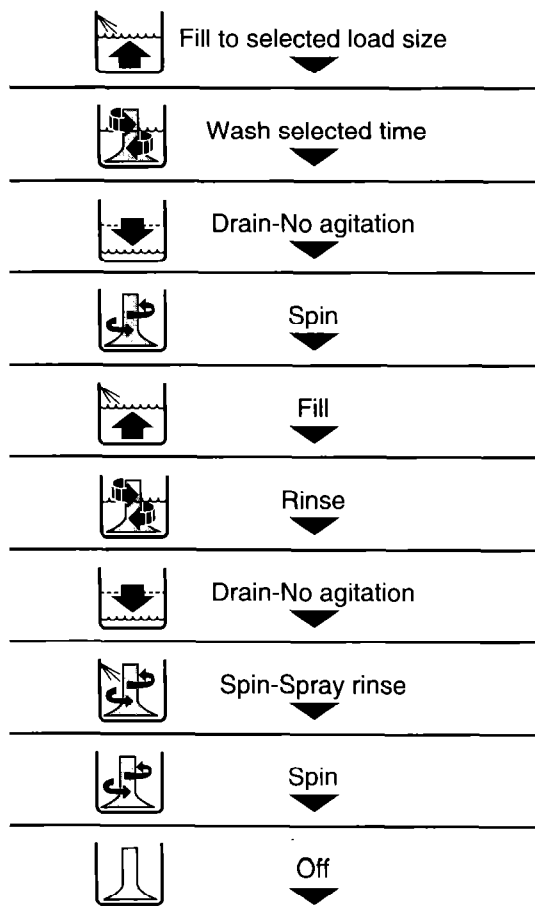 Fill to selected load size
Wash selected time
Drain-No agitation
Spin
Fill
Rinse
Drain-No agitation
Spin-Spray rinse
Spin
Off